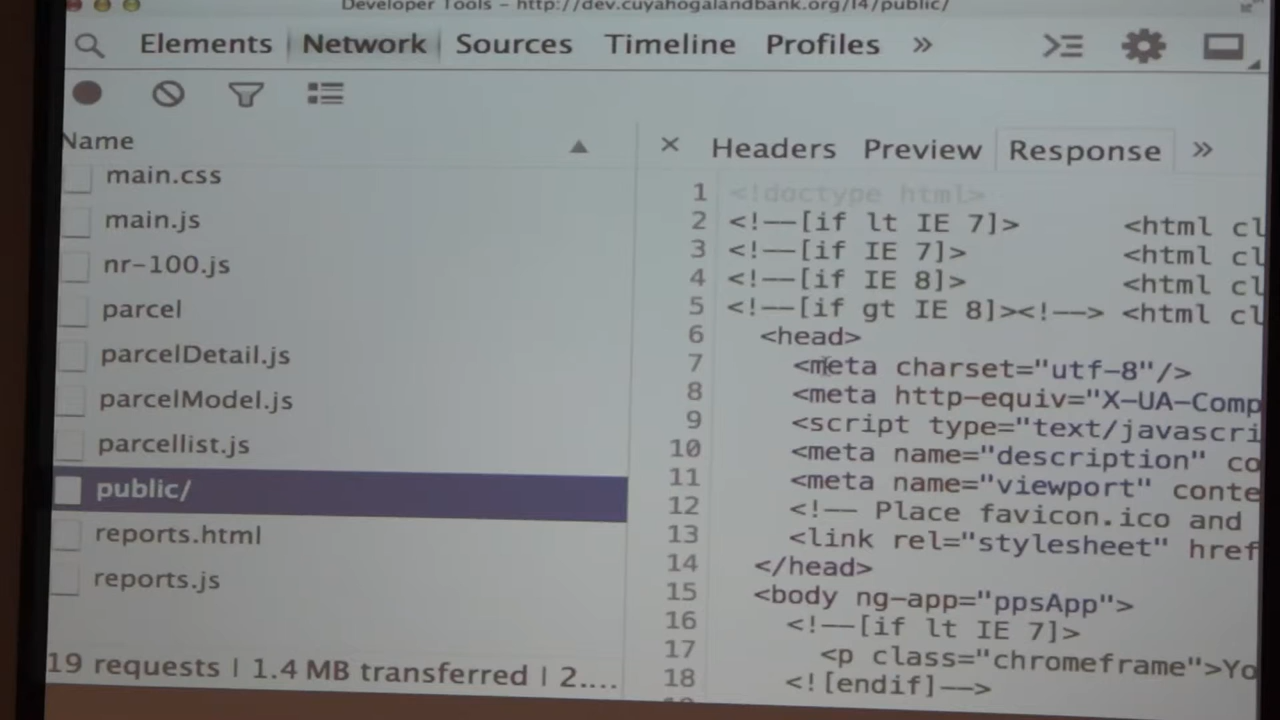 Developer Tools - http://dev.cuyahogalandbank.org/14/public/
Elements Network Sources Timeline Profiles »
Name
main.css
main.js
nr-100.js
parcel
parcelDetail.js
parcelModel.js
parcellist.js
public/
reports.html
reports.js
19 requests | 1.4 MB transferred | 2....
× Headers Preview Response »
1 <!doctype html>
2 <!--[if lt IE 7]> <html cl
3 <!--[if IE 7]> <html cl
4 <!--[if IE 8]> <html cl
5 <!--[if gt IE 8]><!--> <html cl
6 <head>
7 <meta charset="utf-8"/>
8 <meta http-equiv="X-UA-Comp
9 <script type="text/javascri
10 <meta name="description" co
11 <meta name="viewport" conte
12 <!-- Place favicon.ico and
13 <link rel="stylesheet" href
14 </head>
15 <body ng-app="ppsApp">
16 <!--[if lt IE 7]>
17 <p class="chromeframe">Yo
18 <![endif]-->